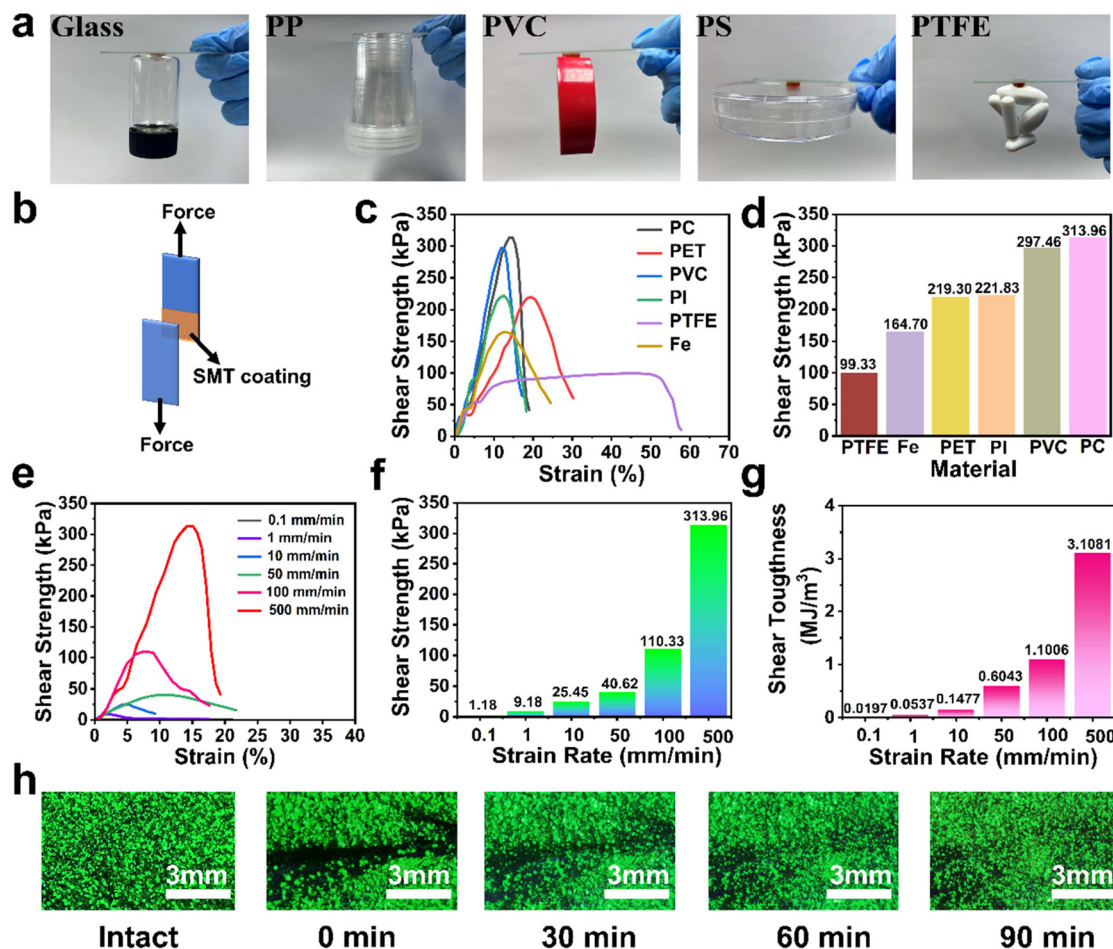 a
Glass
PP
PVC
PS
PTFE
b
Force
SMT coating
Force
c
Shear Strength (kPa)
350
300
250
200
150
100
50
0
PC
PET
PVC
PI
PTFE
Fe
0 10 20 30 40 50 60 70
Strain (%)
d
Shear Strength (kPa)
350
300
250
200
150
100
50
0
99.33
164.70
219.30
221.83
297.46
313.96
PTFE Fe PET PI PVC PC
Material
e
Shear Strength (kPa)
350
300
250
200
150
100
50
0
0.1 mm/min
1 mm/min
10 mm/min
50 mm/min
100 mm/min
500 mm/min
0 5 10 15 20 25 30 35 40
Strain (%)
f
Shear Strength (kPa)
350
300
250
200
150
100
50
0
1.18
9.18
25.45
40.62
110.33
313.96
0.1 1 10 50 100 500
Strain Rate (mm/min)
g
Shear Tougthness
(MJ/m³)
4
3
2
1
0
0.0197
0.0537
0.1477
0.6043
1.1006
3.1081
0.1 1 10 50 100 500
Strain Rate (mm/min)
h
3mm
3mm
3mm
3mm
3mm
Intact
0 min
30 min
60 min
90 min